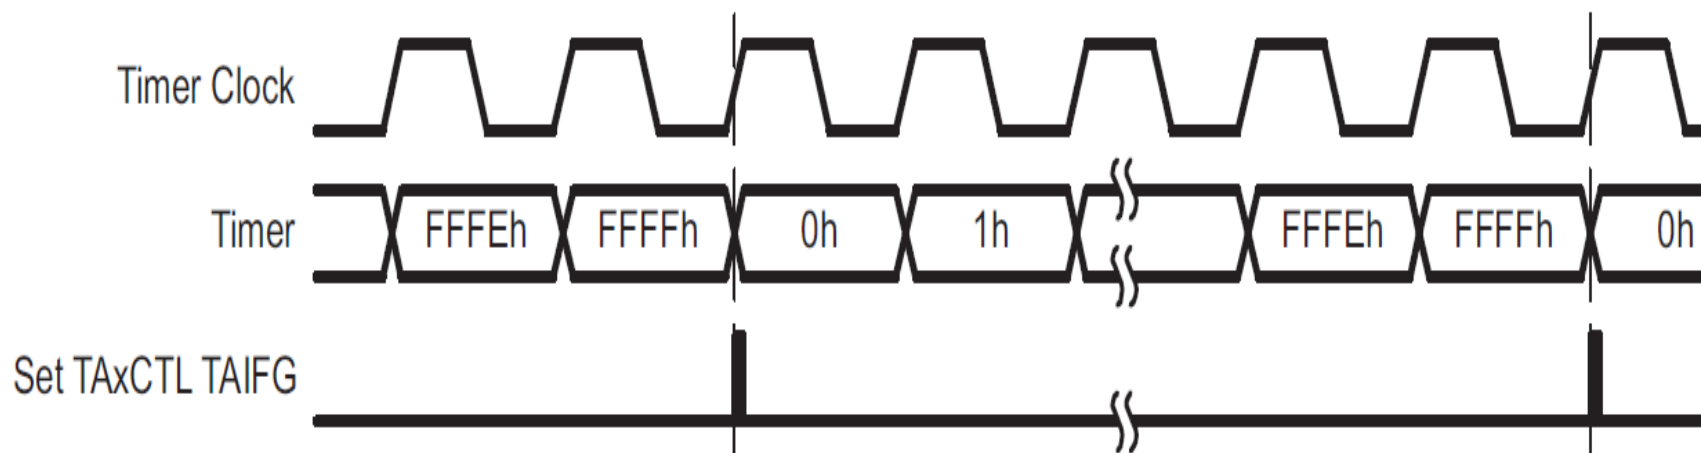 Timer Clock
Timer FFFEh FFFFh 0h 1h FFFEh FFFFh 0h
Set TAxCTL TAIFG